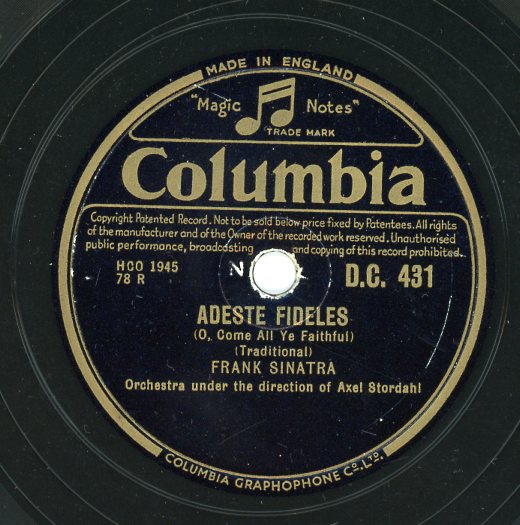 MADE IN ENGLAND
"Magic Notes"
TRADE MARK
Columbia
Copyright Patented Record. Not to be sold below price fixed by Patentees. All rights
of the manufacturer and of the Owner of the recorded work reserved. Unauthorised
public performance, broadcasting and copying of this record prohibited.
HCO 1945 N D.C. 431
78 R
ADESTE FIDELES
(O, Come All Ye Faithful)
(Traditional)
FRANK SINATRA
Orchestra under the direction of Axel Stordahl
COLUMBIA GRAPHOPHONE Co. LTD.